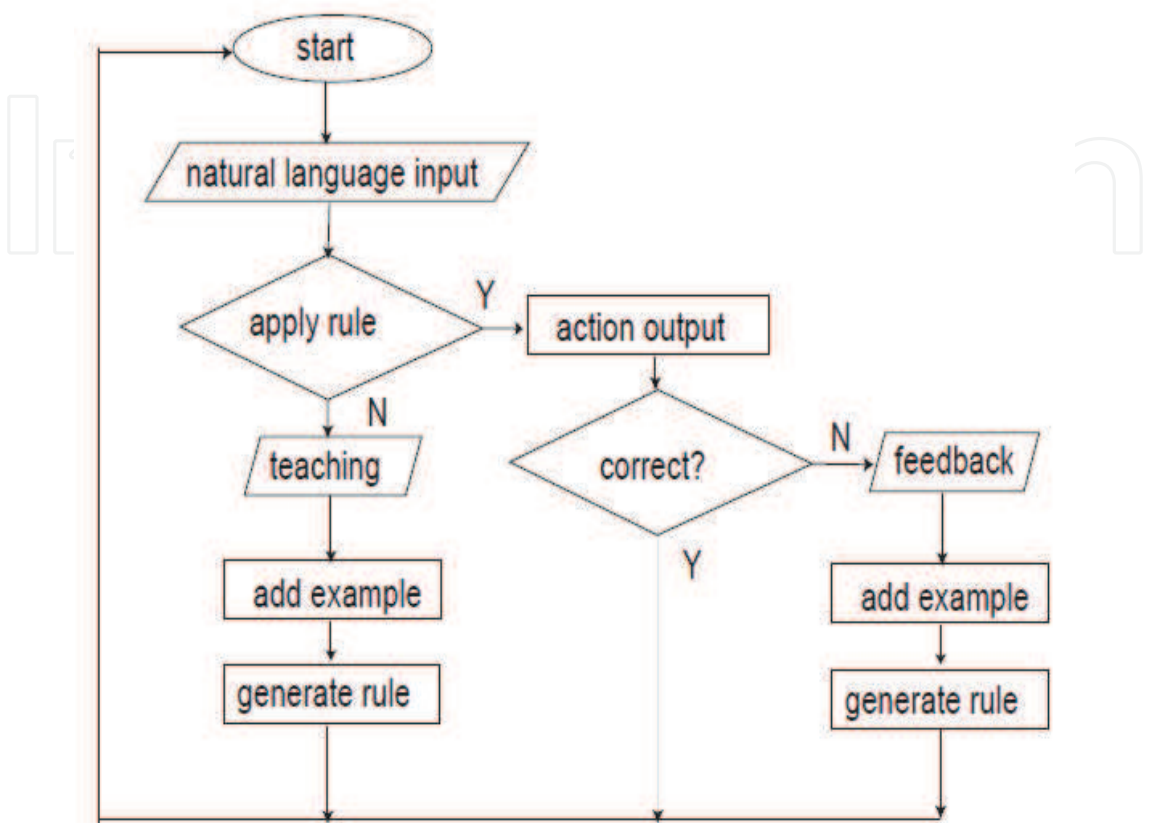 start
natural language input
apply rule
Y
action output
N
teaching
correct?
N
feedback
Y
add example
add example
generate rule
generate rule